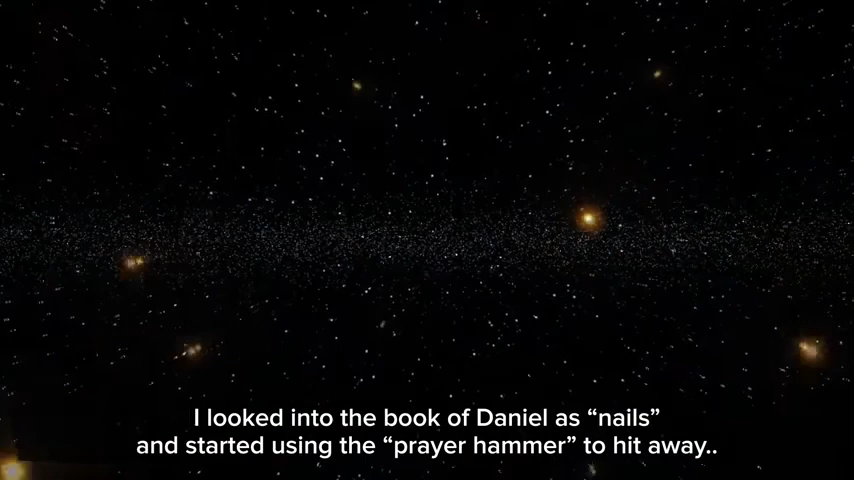 I looked into the book of Daniel as “nails”
and started using the “prayer hammer” to hit away..